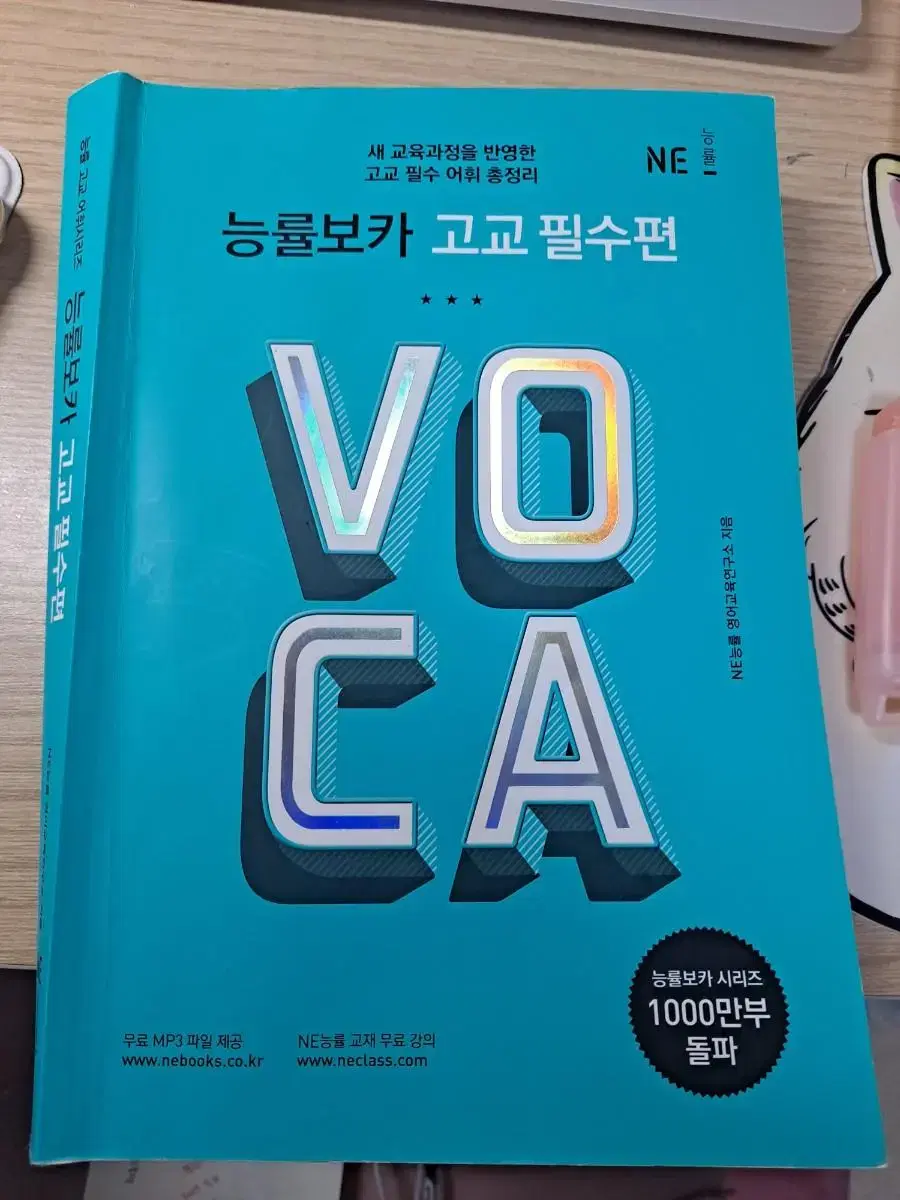 새 교육과정을 반영한
고교 필수 어휘 총정리
NE능률
능률보카 고교 필수편
★★★
VO
CA
NE능률 영어교육연구소 지음
능률보카 시리즈
1000만부
돌파
무료 MP3 파일 제공
www.nebooks.co.kr
NE능률 교재 무료 강의
www.neclass.com
능률 고교 어휘시리즈
능률보카 고교 필수편